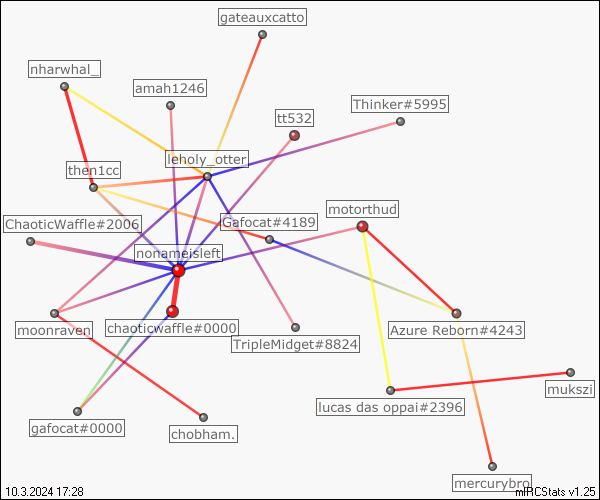 gateauxcatto
nharwhal_
amah1246
Thinker#5995
tt532
leholy_otter
then1cc
motorthud
ChaoticWaffle#2006
Gafocat#4189
nonameisleft
moonraven
chaoticwaffle#0000
TripleMidget#8824
Azure Reborn#4243
mukszi
lucas das oppai#2396
gafocat#0000
chobham.
mercurybro
10.3.2024 17:28
mIRCStats v1.25